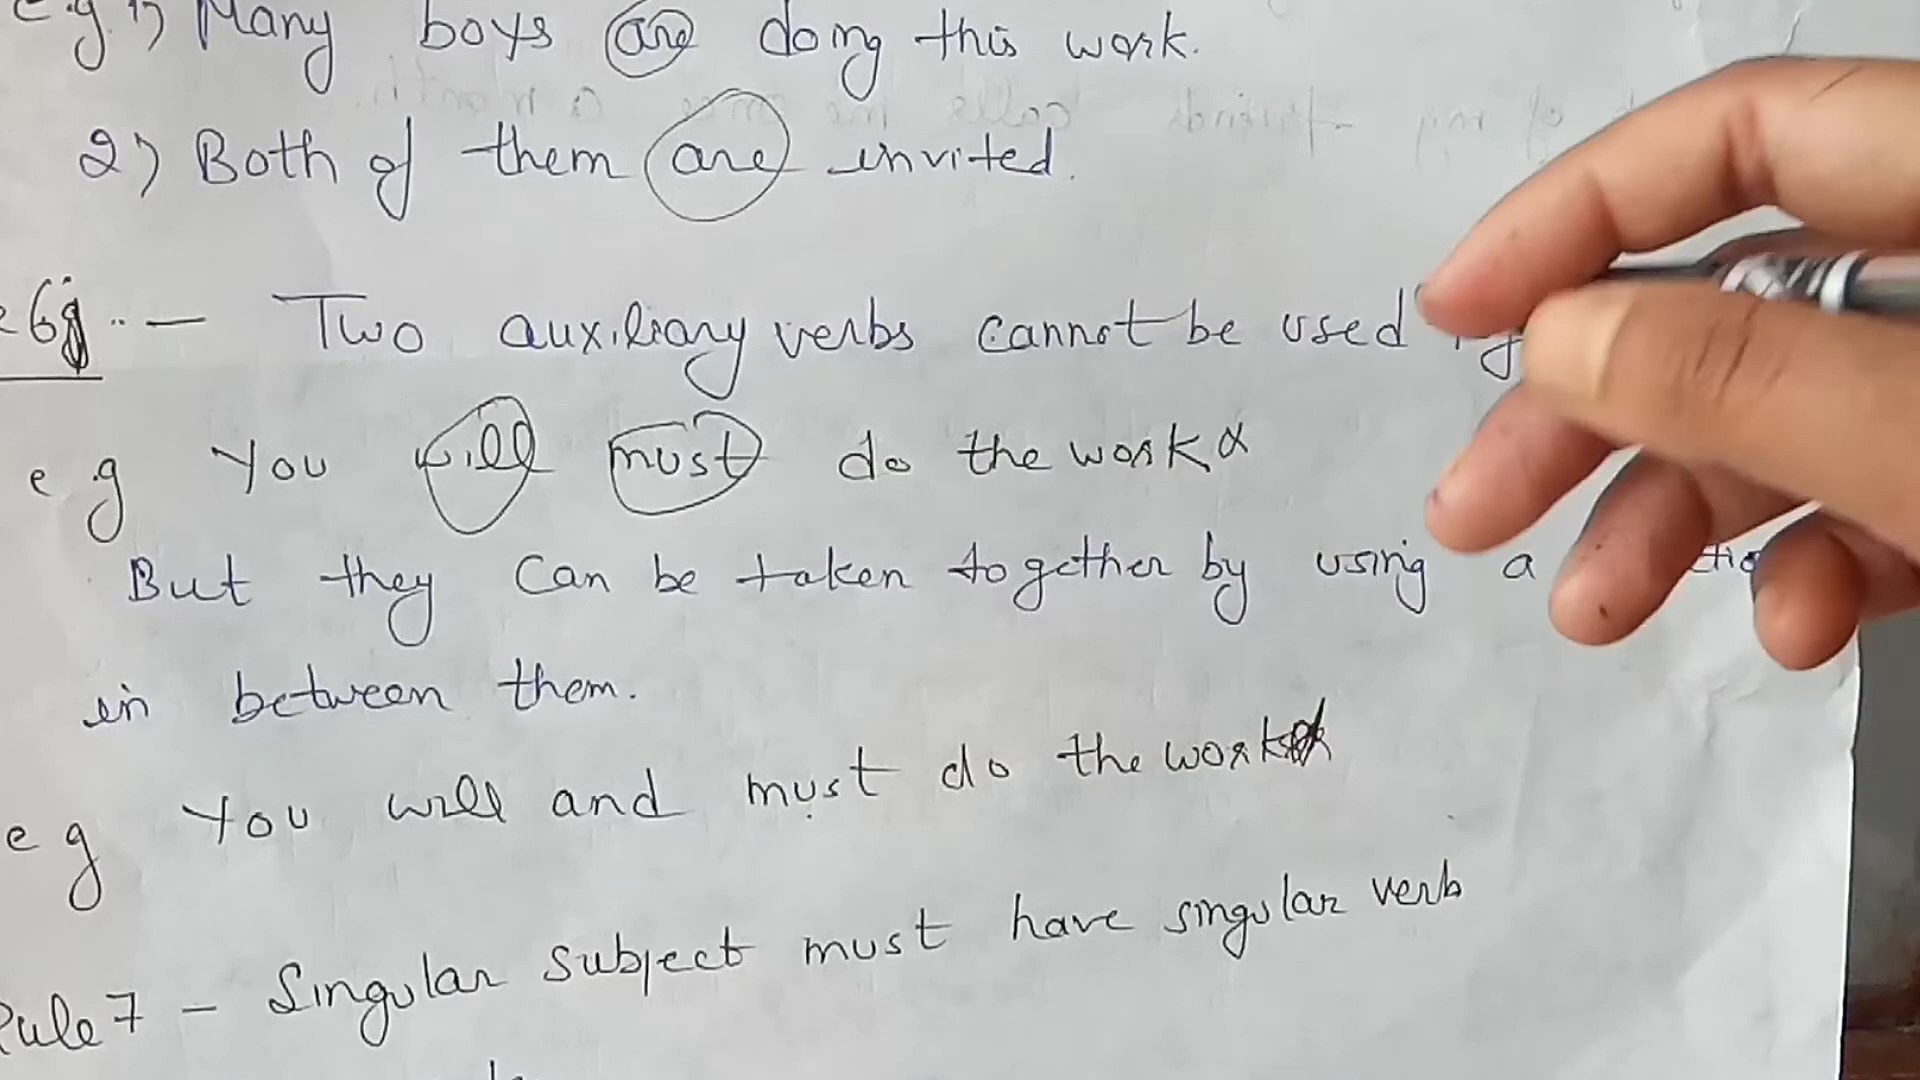 e.g 1) Many boys are doing this work.
2) Both of them are invited.
6 - Two auxiliary verbs cannot be used
eg You will must do the work x
But they can be taken together by using a
in between them.
eg You will and must do the work
Rule 7 - Singular subject must have singular verb